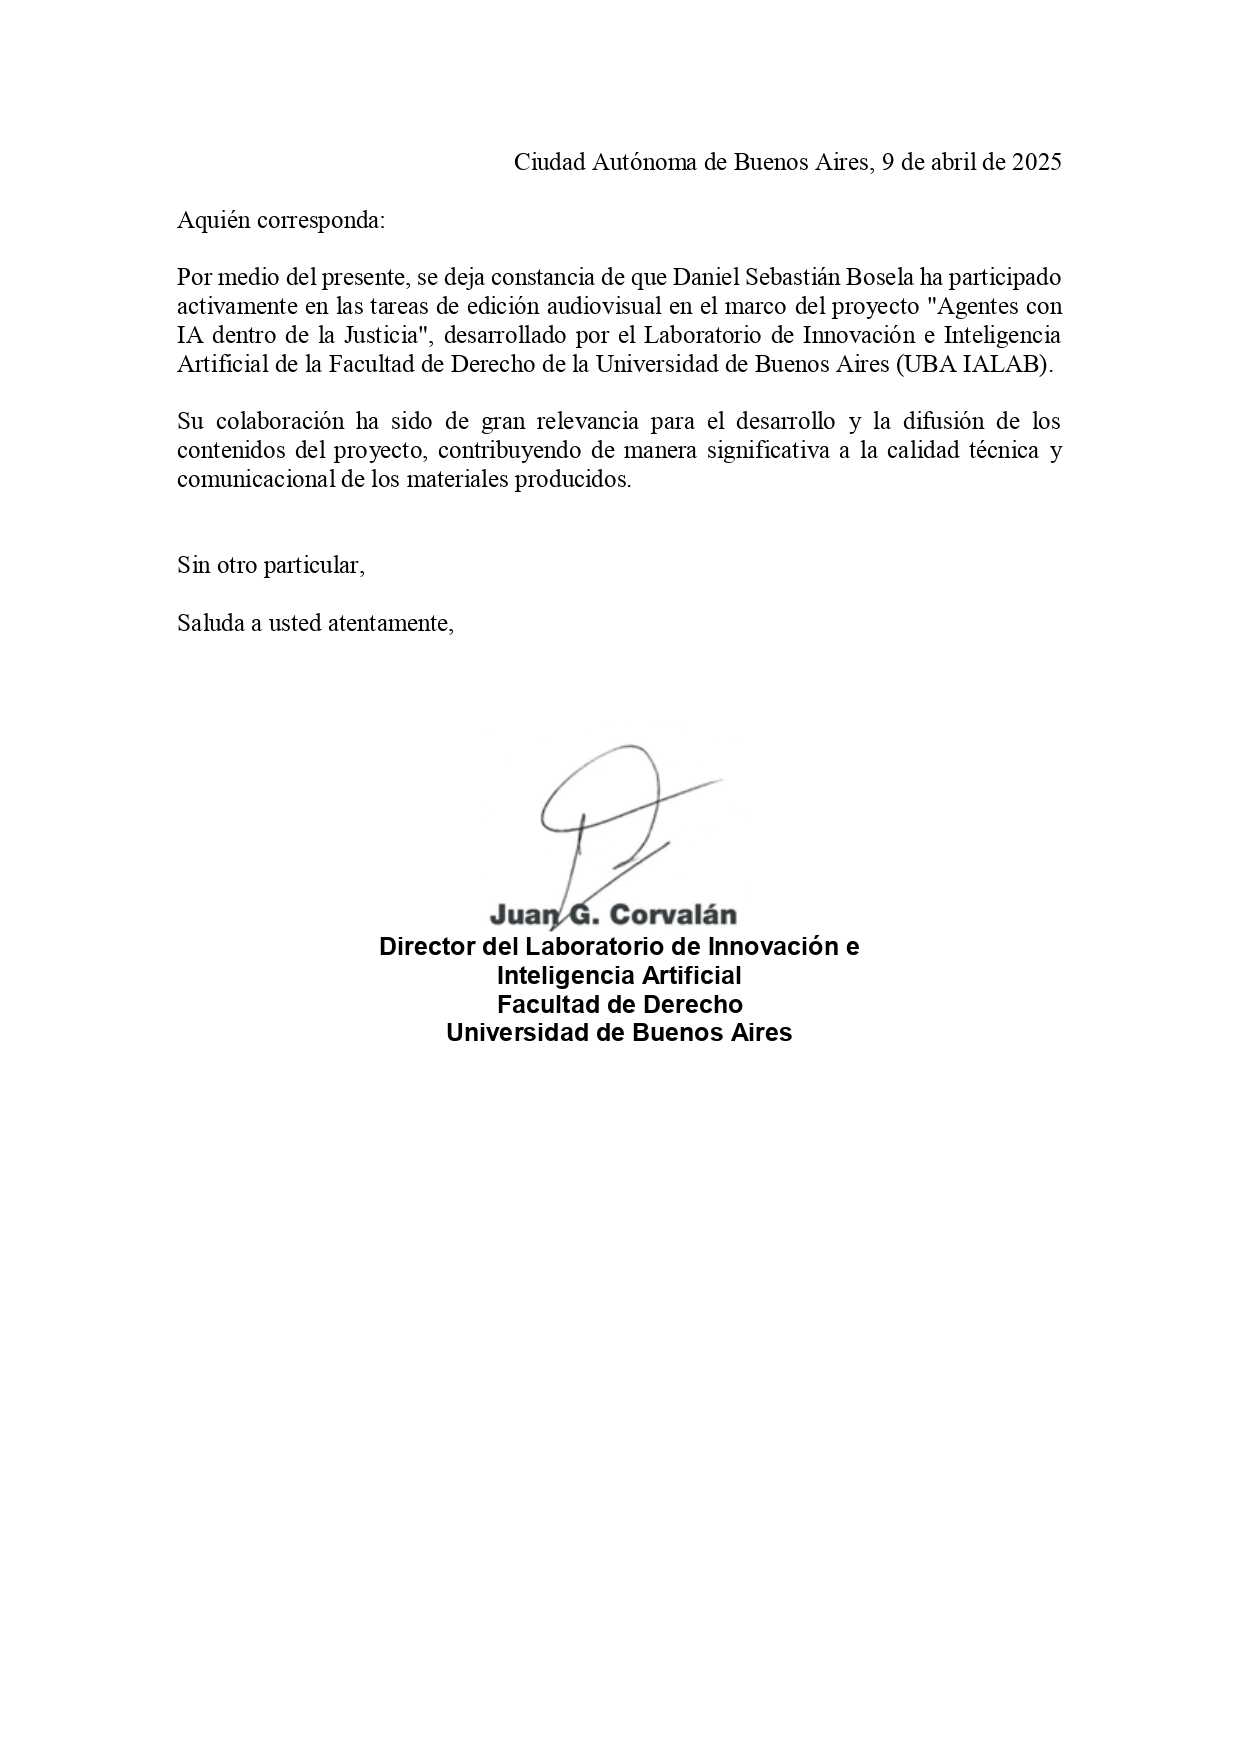 Ciudad Autónoma de Buenos Aires, 9 de abril de 2025
Aquién corresponda:
Por medio del presente, se deja constancia de que Daniel Sebastián Bosela ha participado
activamente en las tareas de edición audiovisual en el marco del proyecto "Agentes con
IA dentro de la Justicia", desarrollado por el Laboratorio de Innovación e Inteligencia
Artificial de la Facultad de Derecho de la Universidad de Buenos Aires (UBA IALAB).
Su colaboración ha sido de gran relevancia para el desarrollo y la difusión de los
contenidos del proyecto, contribuyendo de manera significativa a la calidad técnica y
comunicacional de los materiales producidos.
Sin otro particular,
Saluda a usted atentamente,
Juan G. Corvalán
Director del Laboratorio de Innovación e
Inteligencia Artificial
Facultad de Derecho
Universidad de Buenos Aires